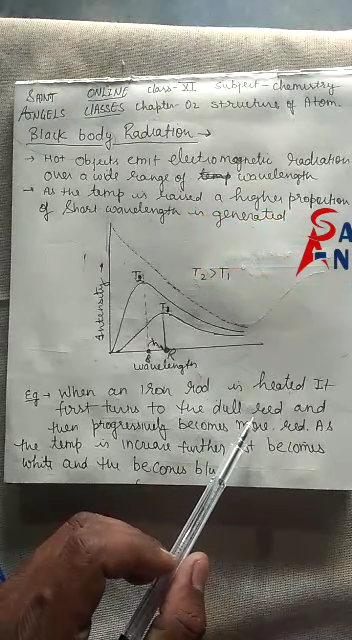 SAINT ONLINE Class-XI Subject-chemistry
ANGELS CLASSES chapter-02 structure of Atom.
Black body Radiation →
→ Hot objects emit electromagnetic radiation
over a wide range of wavelength
→ As the temp is raised a higher proportion
of Short wavelength is generated
SA
AN
T2 > T1
Intensity →
wavelength
Eg → When an Iron rod is heated It
first turns to the dull red and
then progressively becomes more red. As
the temp is increase further it becomes
white and the becomes blu